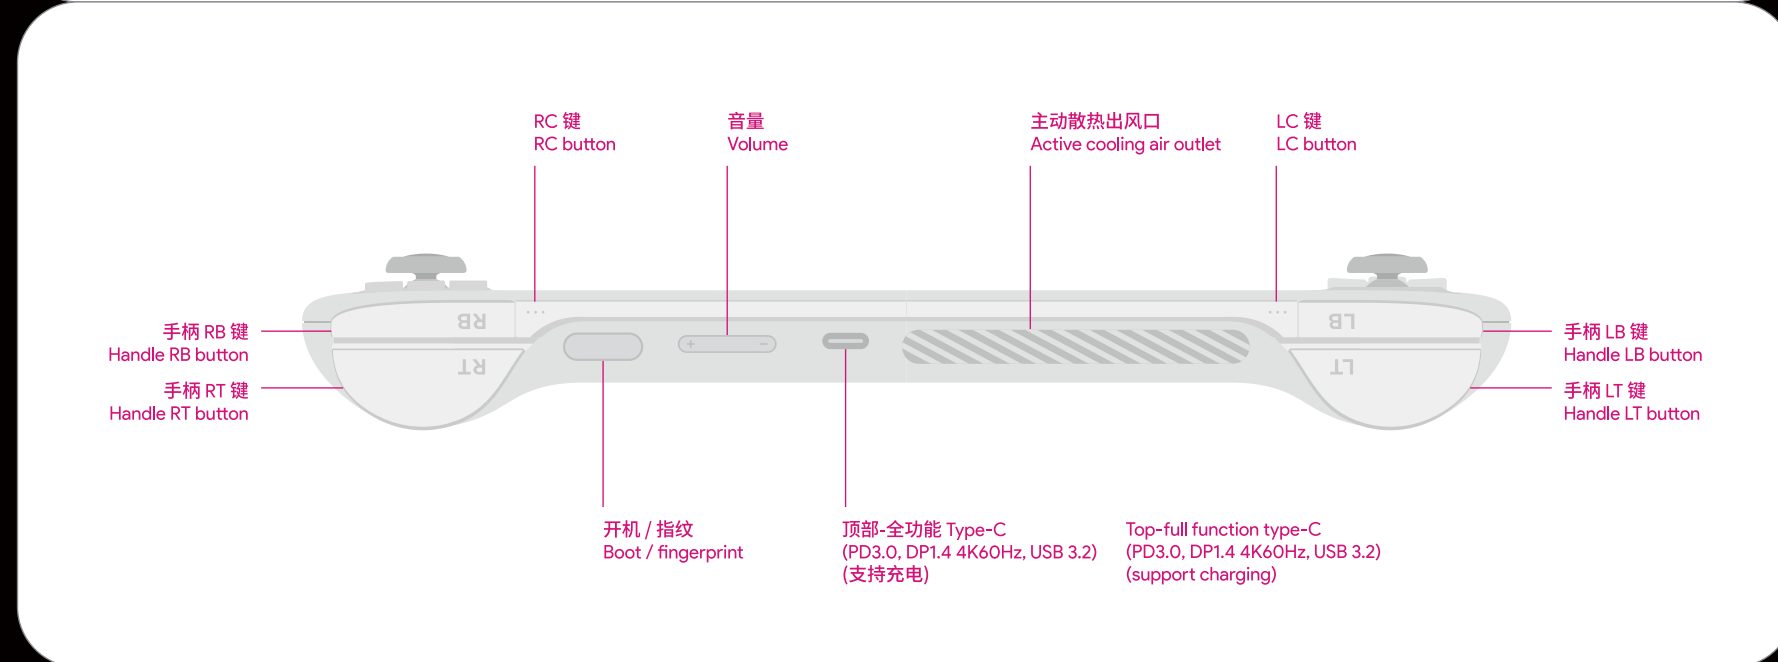 RC 键
RC button
音量
Volume
主动散热出风口
Active cooling air outlet
LC 键
LC button
RB
LB
手柄 RB 键
Handle RB button
手柄 LB 键
Handle LB button
RT
LT
手柄 RT 键
Handle RT button
手柄 LT 键
Handle LT button
开机 / 指纹
Boot / fingerprint
顶部-全功能 Type-C
(PD3.0, DP1.4 4K60Hz, USB 3.2)
(支持充电)
Top-full function type-C
(PD3.0, DP1.4 4K60Hz, USB 3.2)
(support charging)